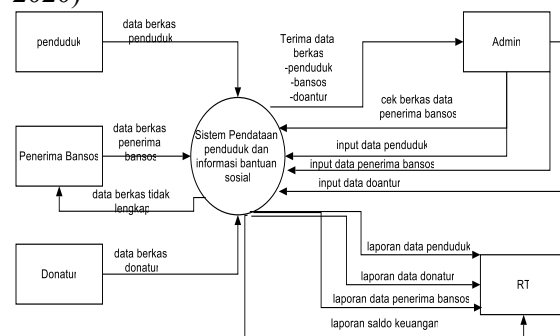 2020)
penduduk
data berkas
penduduk
Terima data
berkas
-penduduk
-bansos
-doantur
Admin
cek berkas data
penerima bansos
Penerima Bansos
data berkas
penerima
bansos
Sistem Pendataan
penduduk dan
informasi bantuan
sosial
input data penduduk
input data penerima bansos
input data doantur
data berkas tidak
lengkap
Donatur
data berkas
donatur
laporan data penduduk
laporan data donatur
laporan data penerima bansos
laporan saldo keuangan
RT